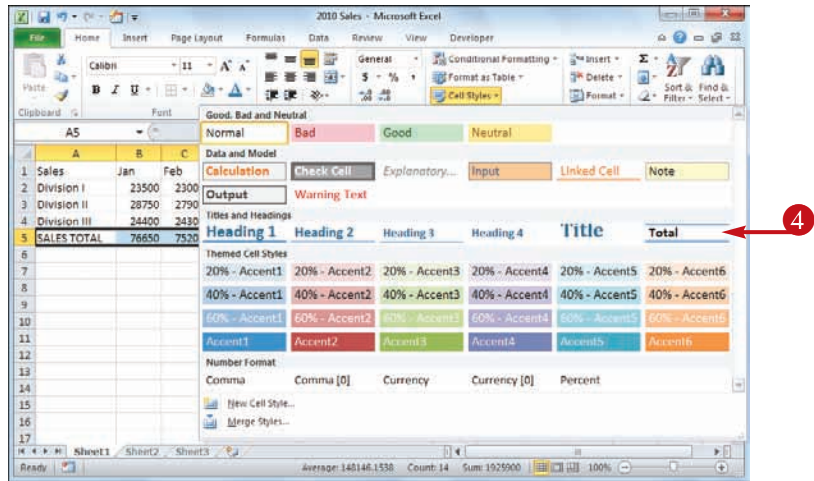 2010 Sales - Microsoft Excel
File Home Insert Page Layout Formulas Data Review View Developer
Calibri 11 A A General Conditional Formatting Insert Σ
Paste B I U A $ % , Format as Table Delete Sort & Find &
Cell Styles Format Filter Select
Clipboard Font
A5
Good, Bad and Neutral
Normal Bad Good Neutral
Data and Model
Calculation Check Cell Explanatory... Input Linked Cell Note
Output Warning Text
Titles and Headings
Heading 1 Heading 2 Heading 3 Heading 4 Title Total
Themed Cell Styles
20% - Accent1 20% - Accent2 20% - Accent3 20% - Accent4 20% - Accent5 20% - Accent6
40% - Accent1 40% - Accent2 40% - Accent3 40% - Accent4 40% - Accent5 40% - Accent6
60% - Accent1 60% - Accent2 60% - Accent3 60% - Accent4 60% - Accent5 60% - Accent6
Accent1 Accent2 Accent3 Accent4 Accent5 Accent6
Number Format
Comma Comma [0] Currency Currency [0] Percent
New Cell Style...
Merge Styles...
A B C
1 Sales Jan Feb
2 Division I 23500 2300
3 Division II 28750 2790
4 Division III 24400 2430
5 SALES TOTAL 76650 7520
6
7
8
9
10
11
12
13
14
15
16
17
4
Sheet1 Sheet2 Sheet3
Ready Average: 148146.1538 Count: 14 Sum: 1925900 100%